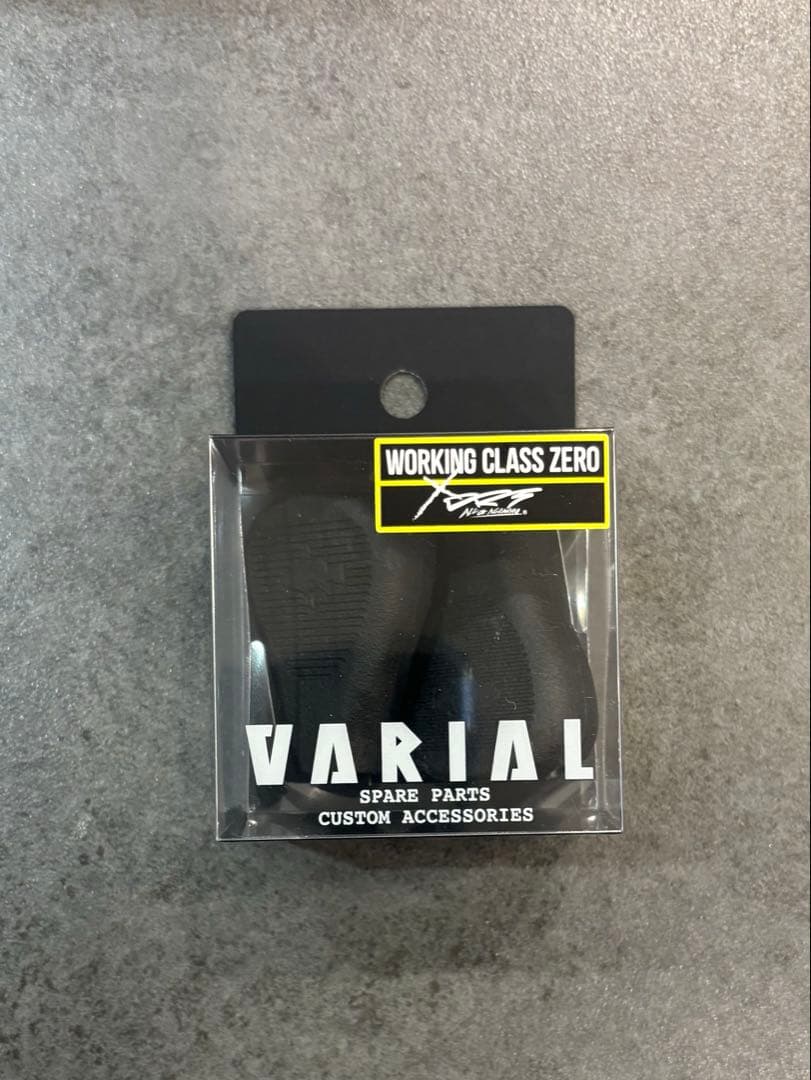 WORKING CLASS ZERO
VARIAL
SPARE PARTS
CUSTOM ACCESSORIES